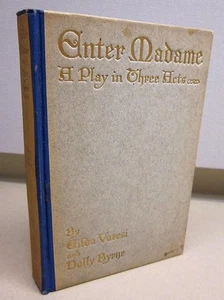 Enter Madame
A Play in Three Acts
By
Gilda Varesi
and
Dolly Byrne